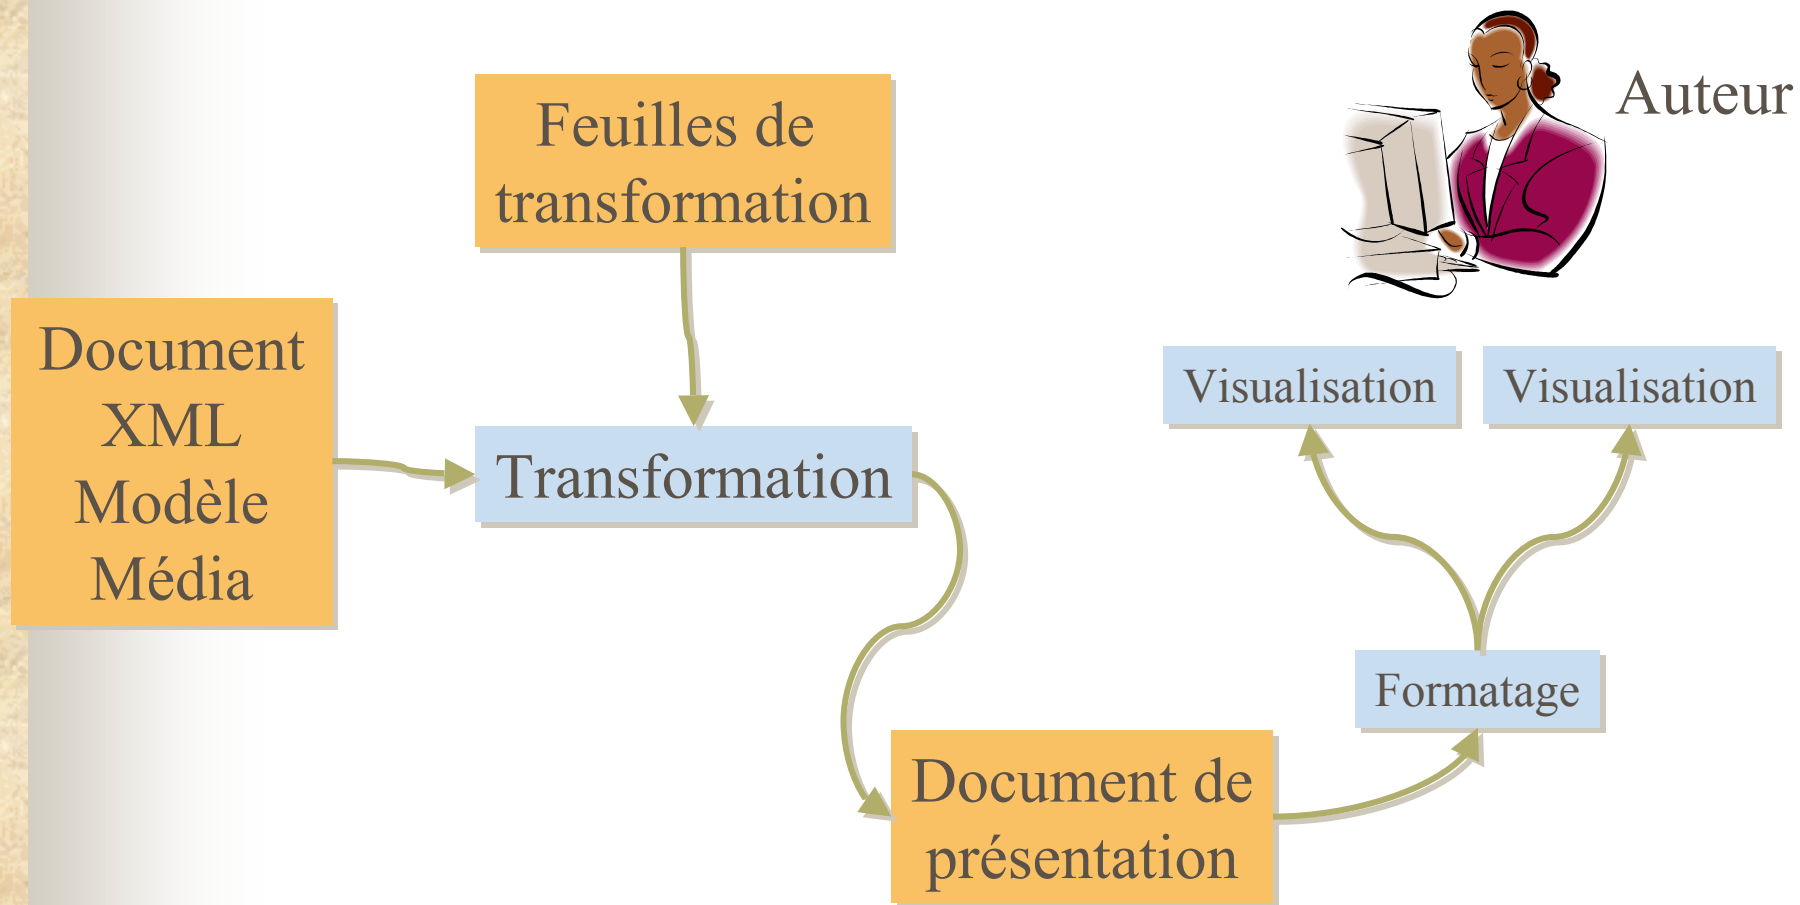 Feuilles de
transformation
Auteur
Document
XML
Modèle
Média
Visualisation
Visualisation
Transformation
Formatage
Document de
présentation